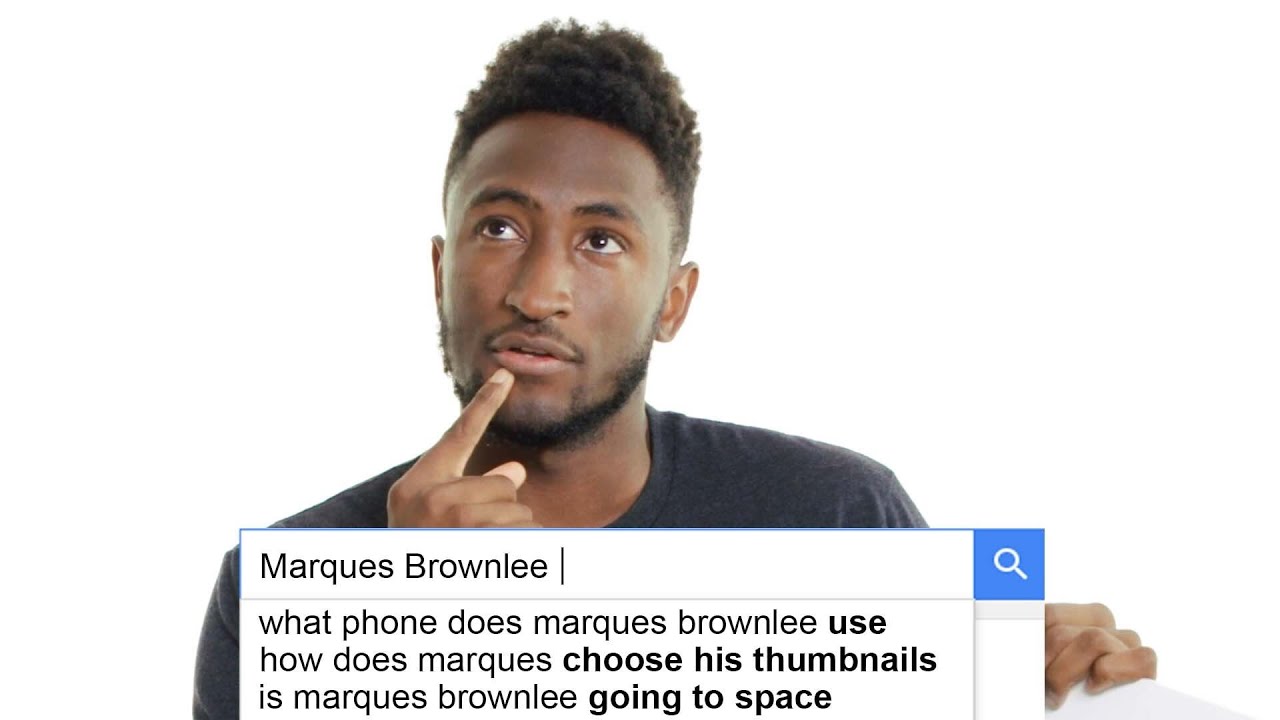 Marques Brownlee
what phone does marques brownlee use
how does marques choose his thumbnails
is marques brownlee going to space